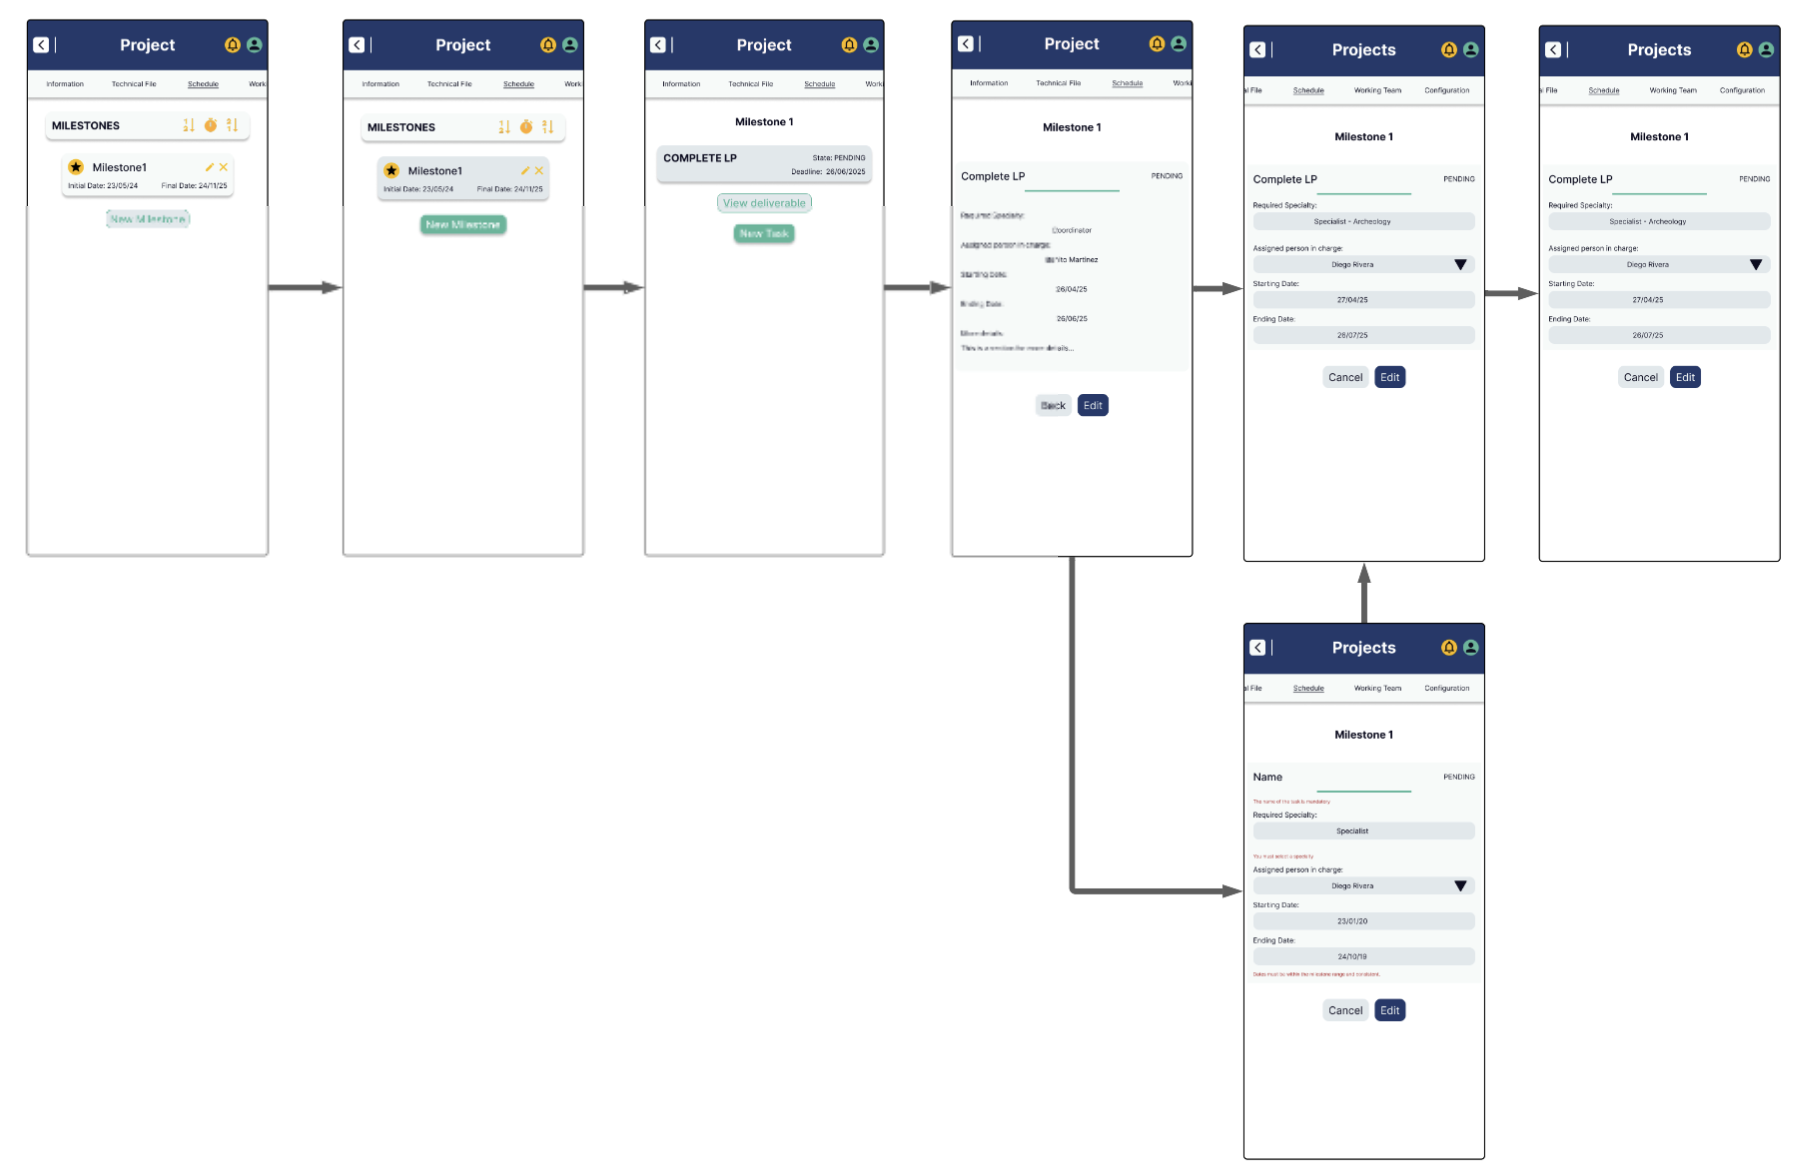 Project
Information Technical File Schedule Work
MILESTONES
Milestone1
Initial Date: 23/05/24 Final Date: 24/11/25
New Milestone
Project
Information Technical File Schedule Work
MILESTONES
Milestone1
Initial Date: 23/05/24 Final Date: 24/11/25
New Milestone
Project
Information Technical File Schedule Work
Milestone 1
COMPLETE LP State: PENDING
Deadline: 26/06/2025
View deliverable
New Task
Project
Information Technical File Schedule Worki
Milestone 1
Complete LP PENDING
Required Specialty:
Coordinator
Assigned person in charge:
Martinez
Starting Date:
26/04/25
Ending Date:
26/06/25
More details:
This is a section for more details...
Back Edit
Projects
al File Schedule Working Team Configuration
Milestone 1
Complete LP PENDING
Required Specialty:
Specialist - Archeology
Assigned person in charge:
Diego Rivera
Starting Date:
27/04/25
Ending Date:
26/07/25
Cancel Edit
Projects
al File Schedule Working Team Configuration
Milestone 1
Complete LP PENDING
Required Specialty:
Specialist - Archeology
Assigned person in charge:
Diego Rivera
Starting Date:
27/04/25
Ending Date:
26/07/25
Cancel Edit
Projects
al File Schedule Working Team Configuration
Milestone 1
Name PENDING
The name of the task is mandatory
Required Specialty:
Specialist
You must select a specialty
Assigned person in charge:
Diego Rivera
Starting Date:
23/01/20
Ending Date:
24/10/19
Dates must be within the milestone range and consistent.
Cancel Edit